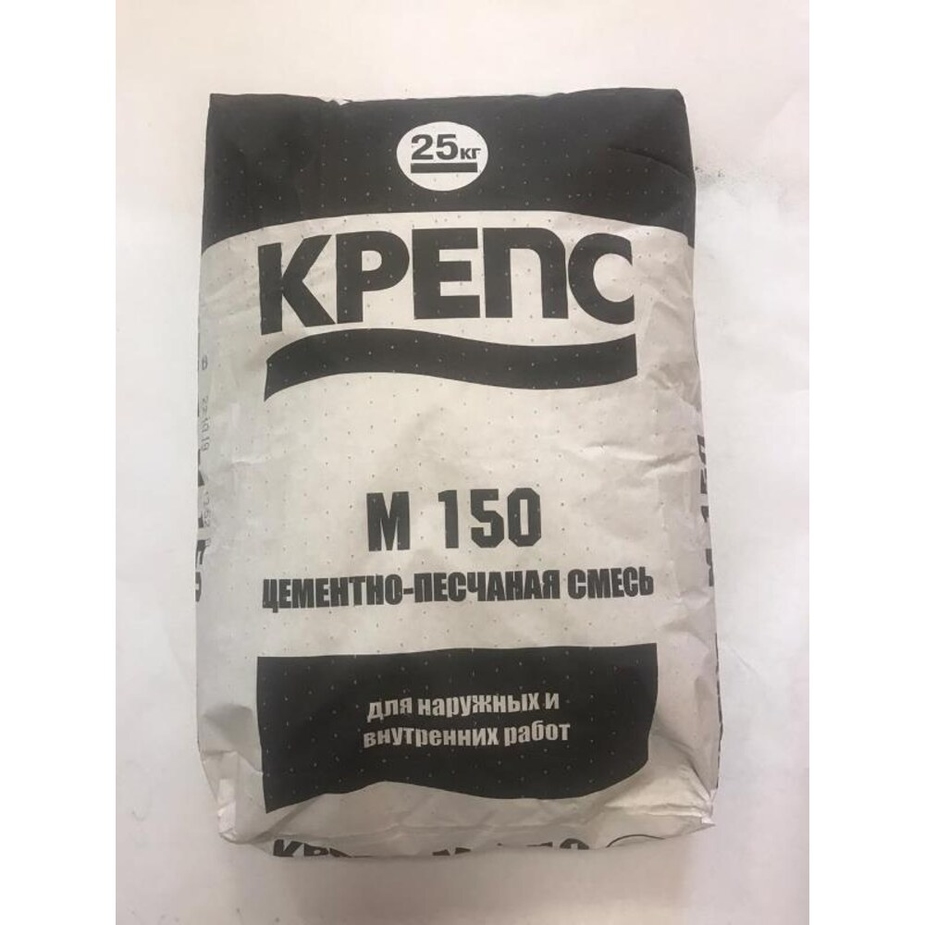 25кг
КРЕПС
М 150
ЦЕМЕНТНО-ПЕСЧАНАЯ СМЕСЬ
для наружных и
внутренних работ